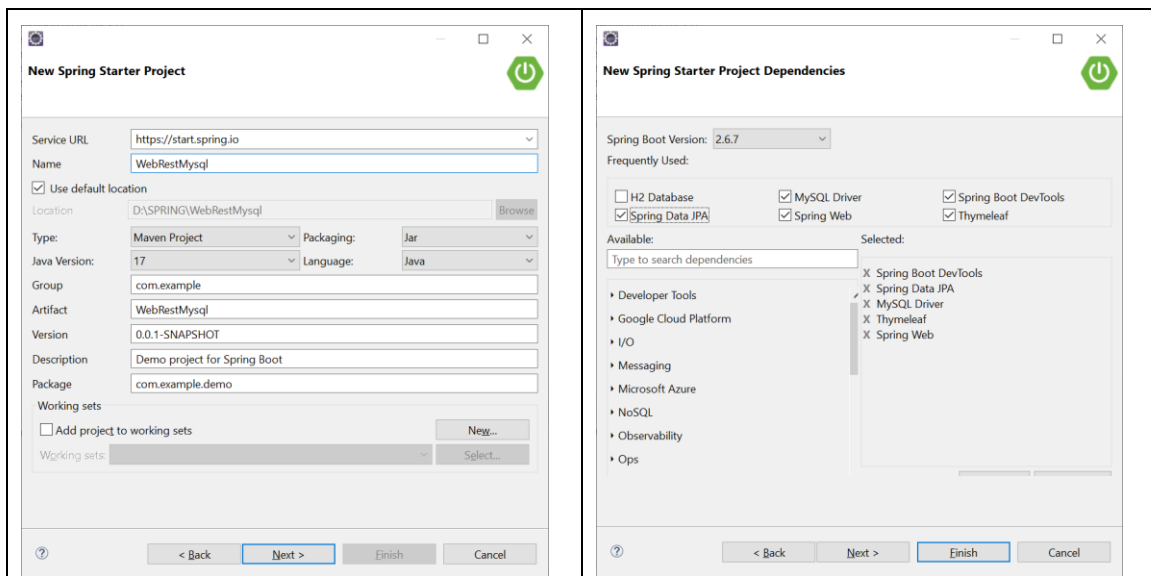 New Spring Starter Project
Service URL https://start.spring.io
Name WebRestMysql
Use default location
Location D:\SPRING\WebRestMysql Browse
Type: Maven Project Packaging: Jar
Java Version: 17 Language: Java
Group com.example
Artifact WebRestMysql
Version 0.0.1-SNAPSHOT
Description Demo project for Spring Boot
Package com.example.demo
Working sets
Add project to working sets New...
Working sets: Select...
< Back Next > Finish Cancel
New Spring Starter Project Dependencies
Spring Boot Version: 2.6.7
Frequently Used:
H2 Database MySQL Driver Spring Boot DevTools
Spring Data JPA Spring Web Thymeleaf
Available: Selected:
Type to search dependencies
X Spring Boot DevTools
X Spring Data JPA
X MySQL Driver
X Thymeleaf
X Spring Web
Developer Tools
Google Cloud Platform
I/O
Messaging
Microsoft Azure
NoSQL
Observability
Ops
< Back Next > Finish Cancel